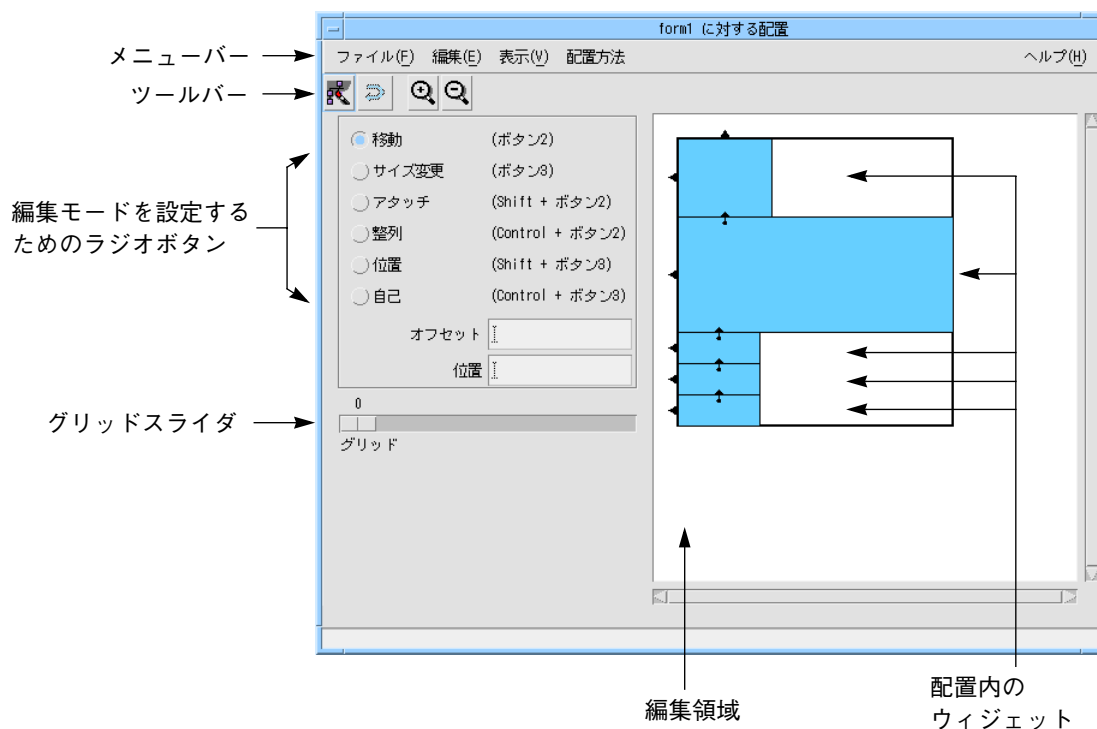 form1 に対する配置
メニューバー
ファイル(F) 編集(E) 表示(V) 配置方法 ヘルプ(H)
ツールバー
移動 (ボタン2)
サイズ変更 (ボタン3)
アタッチ (Shift + ボタン2)
整列 (Control + ボタン2)
位置 (Shift + ボタン3)
自己 (Control + ボタン3)
編集モードを設定する
ためのラジオボタン
オフセット
位置
0
グリッドスライダ
グリッド
編集領域
配置内の
ウィジェット